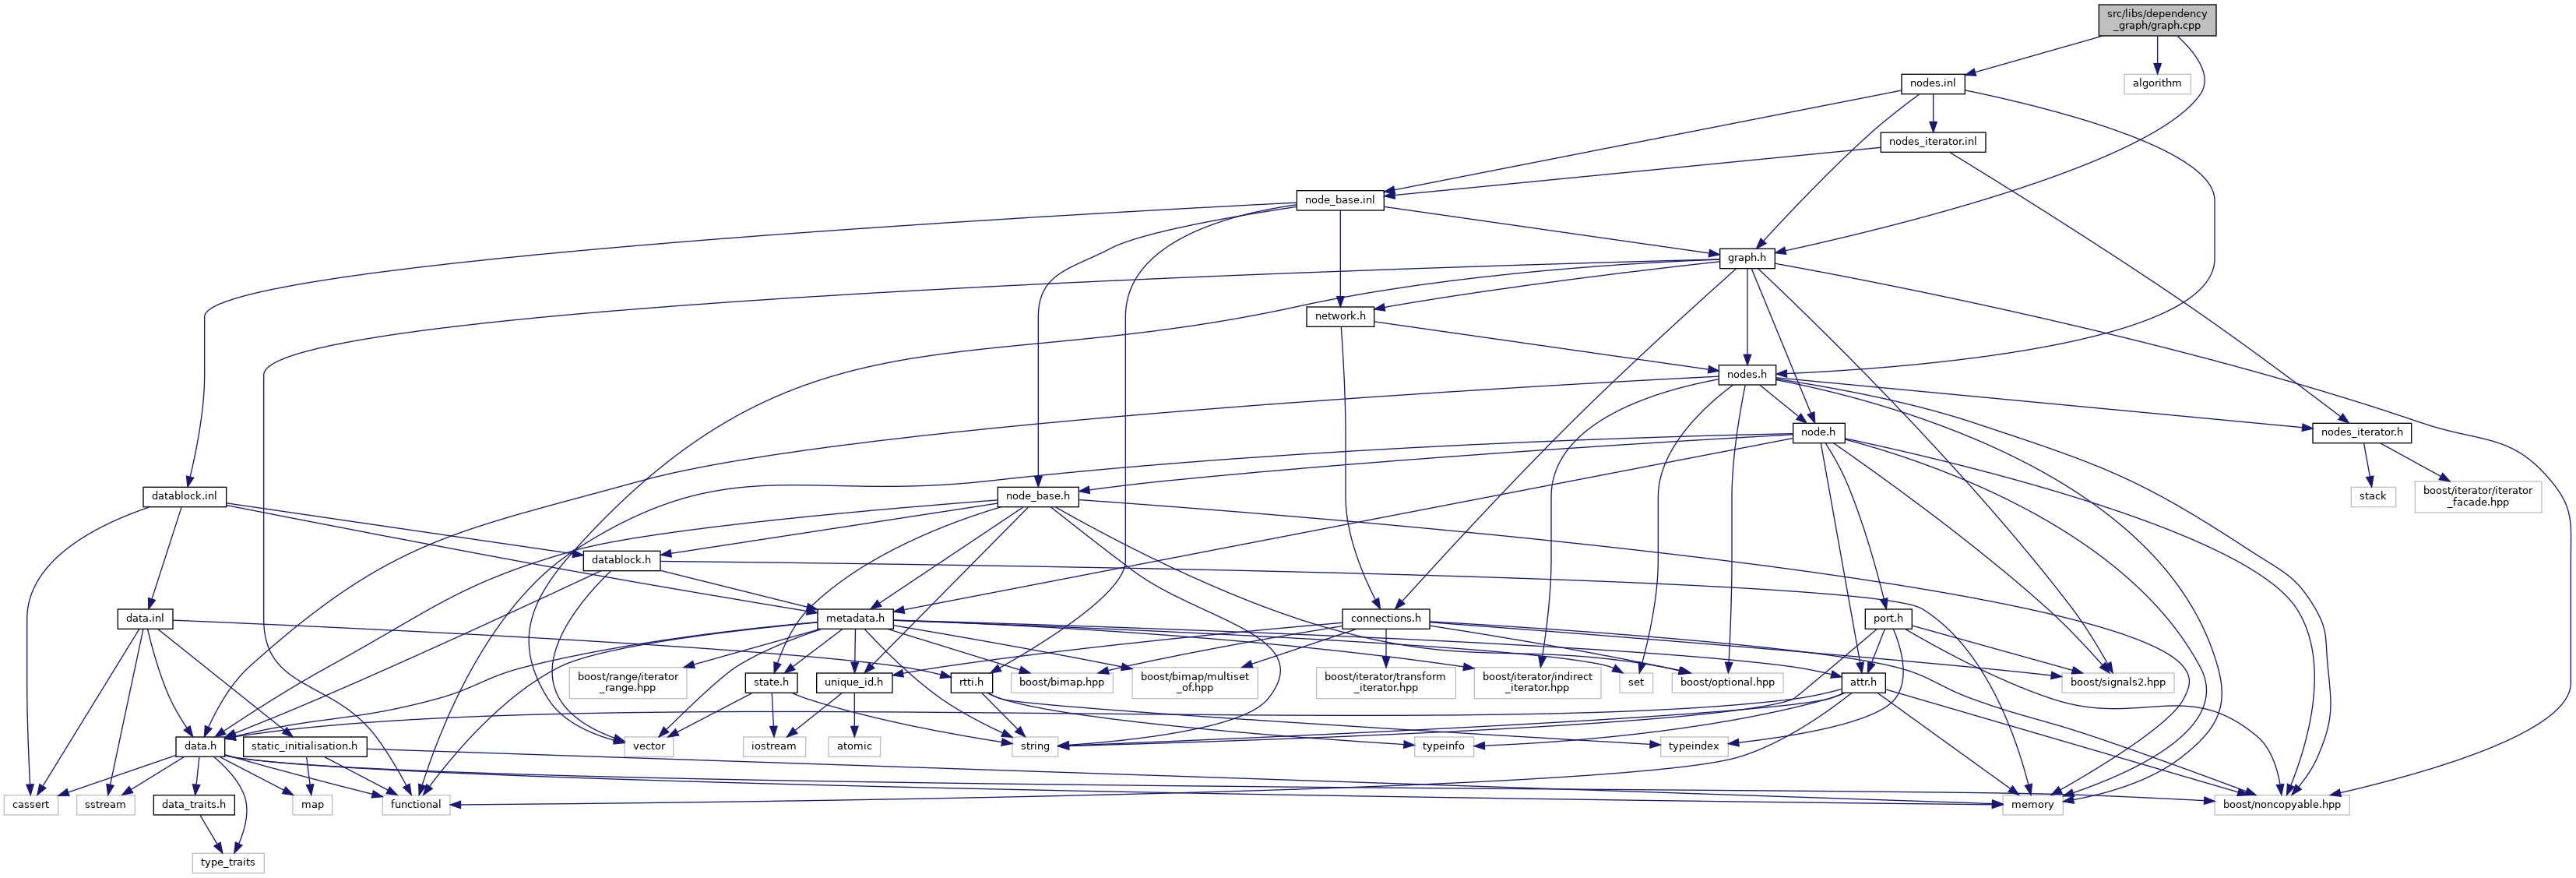 src/libs/dependency
_graph/graph.cpp
nodes.inl
algorithm
nodes_iterator.inl
node_base.inl
graph.h
network.h
nodes.h
node.h
nodes_iterator.h
datablock.inl
node_base.h
stack
boost/iterator/iterator
_facade.hpp
datablock.h
data.inl
metadata.h
connections.h
port.h
boost/range/iterator
_range.hpp
state.h
unique_id.h
rtti.h
boost/bimap.hpp
boost/bimap/multiset
_of.hpp
boost/iterator/transform
_iterator.hpp
boost/iterator/indirect
_iterator.hpp
set
boost/optional.hpp
attr.h
boost/signals2.hpp
data.h
static_initialisation.h
vector
iostream
atomic
string
typeinfo
typeindex
cassert
sstream
data_traits.h
map
functional
memory
boost/noncopyable.hpp
type_traits